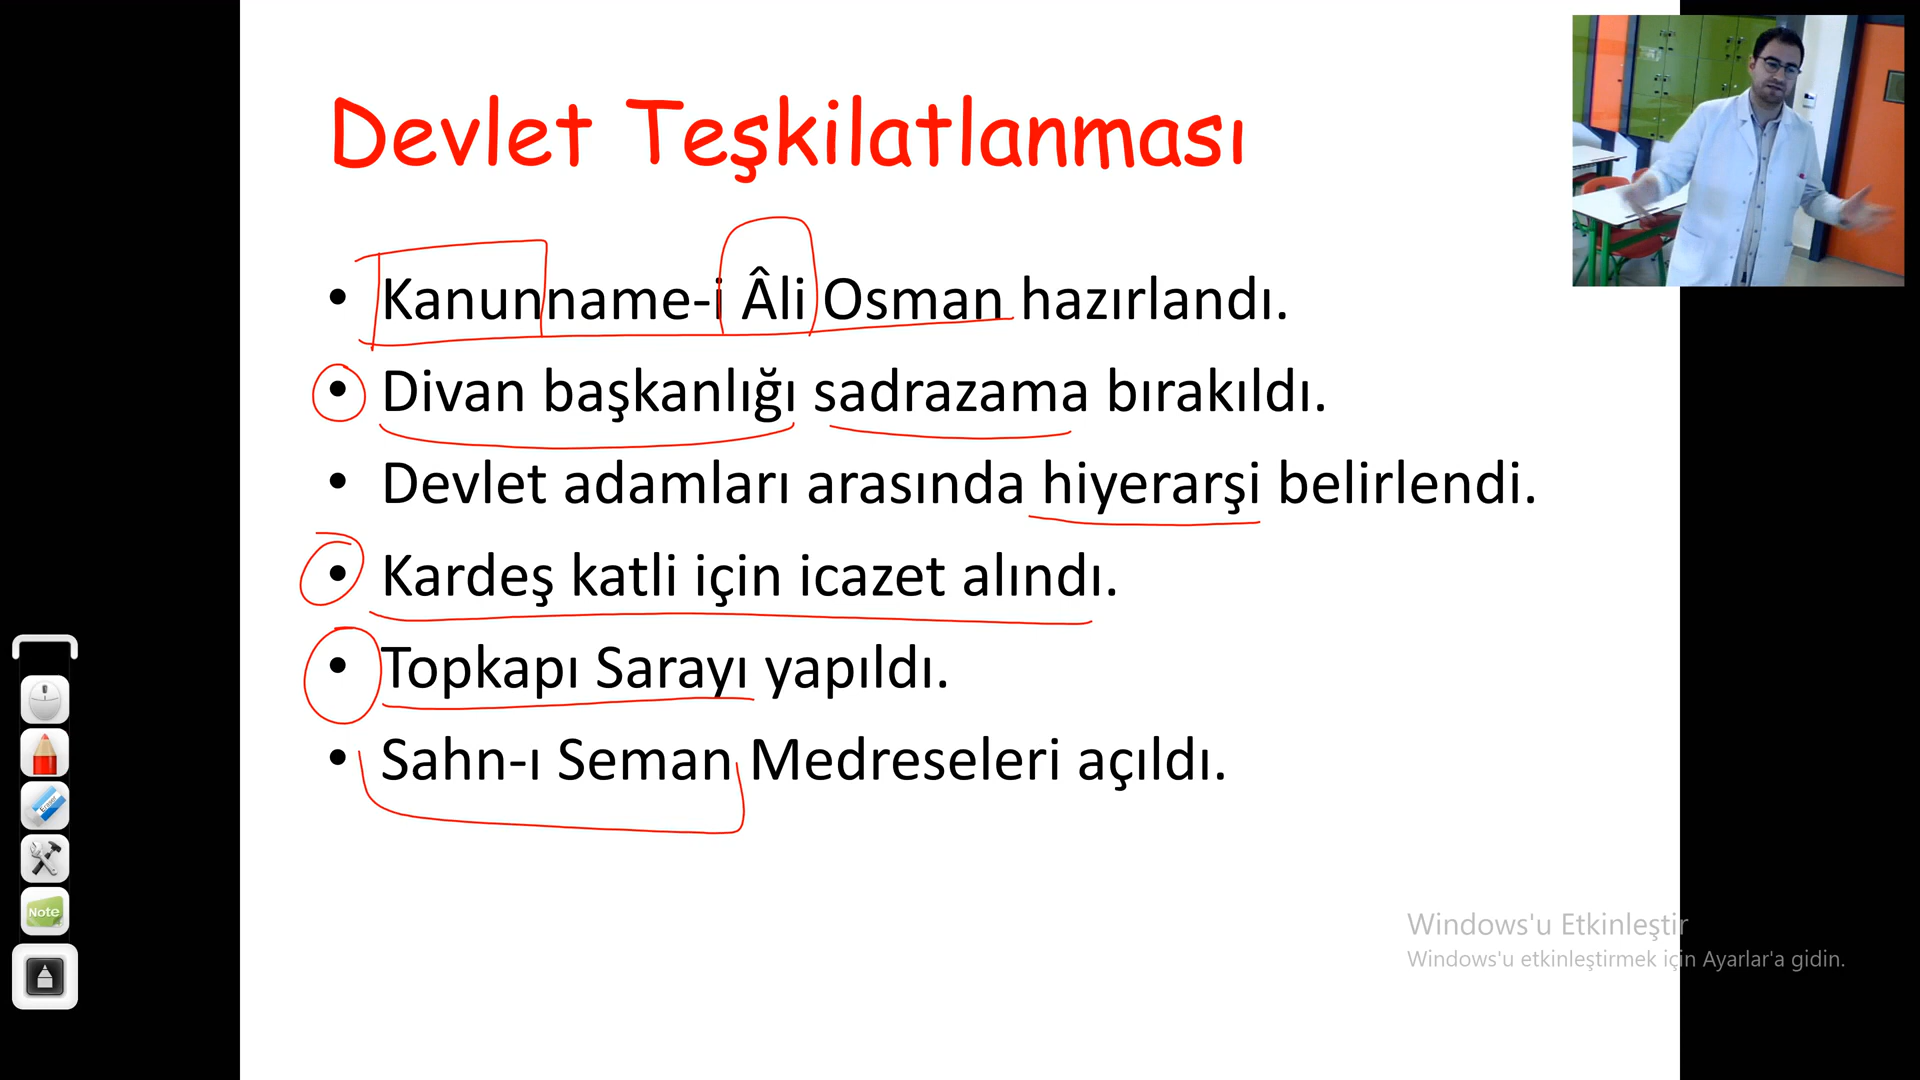 Devlet Teşkilatlanması
• Kanunname-i Âli Osman hazırlandı.
• Divan başkanlığı sadrazama bırakıldı.
• Devlet adamları arasında hiyerarşi belirlendi.
• Kardeş katli için icazet alındı.
• Topkapı Sarayı yapıldı.
• Sahn-ı Seman Medreseleri açıldı.
Note
Windows'u Etkinleştir
Windows'u etkinleştirmek için Ayarlar'a gidin.